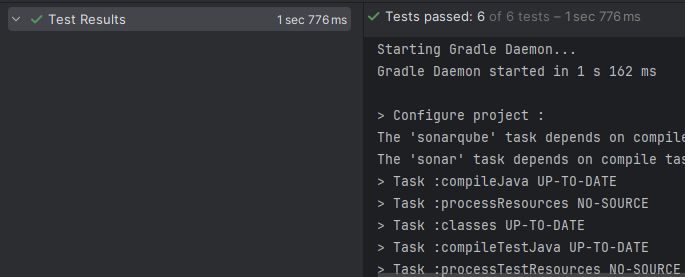 Test Results 1 sec 776 ms
Tests passed: 6 of 6 tests – 1 sec 776 ms
Starting Gradle Daemon...
Gradle Daemon started in 1 s 162 ms
> Configure project :
The 'sonarqube' task depends on compile
The 'sonar' task depends on compile tas
> Task :compileJava UP-TO-DATE
> Task :processResources NO-SOURCE
> Task :classes UP-TO-DATE
> Task :compileTestJava UP-TO-DATE
> Task :processTestResources NO-SOURCE